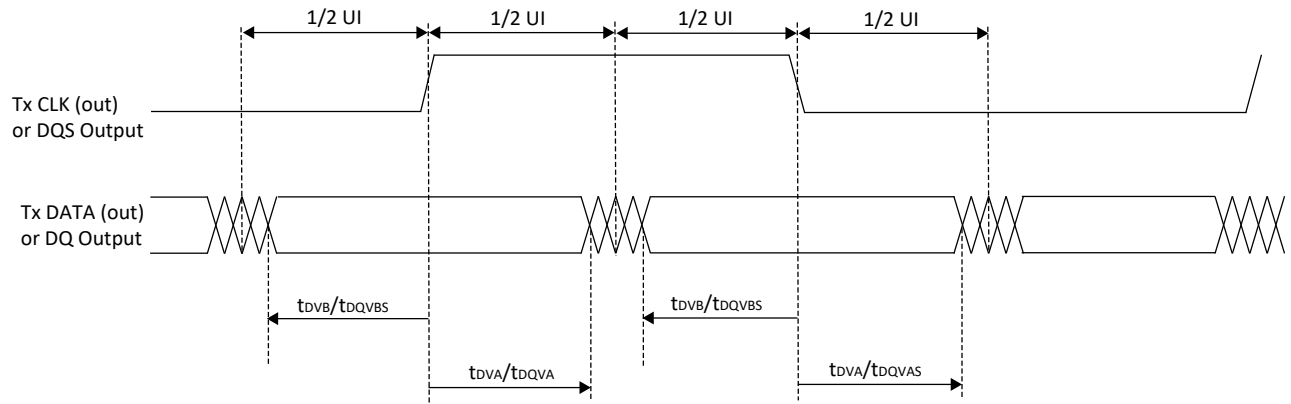 1/2 UI
1/2 UI
1/2 UI
1/2 UI
Tx CLK (out)
or DQS Output
Tx DATA (out)
or DQ Output
tDVB/tDQVBS
tDVB/tDQVBS
tDVA/tDQVA
tDVA/tDQVAS